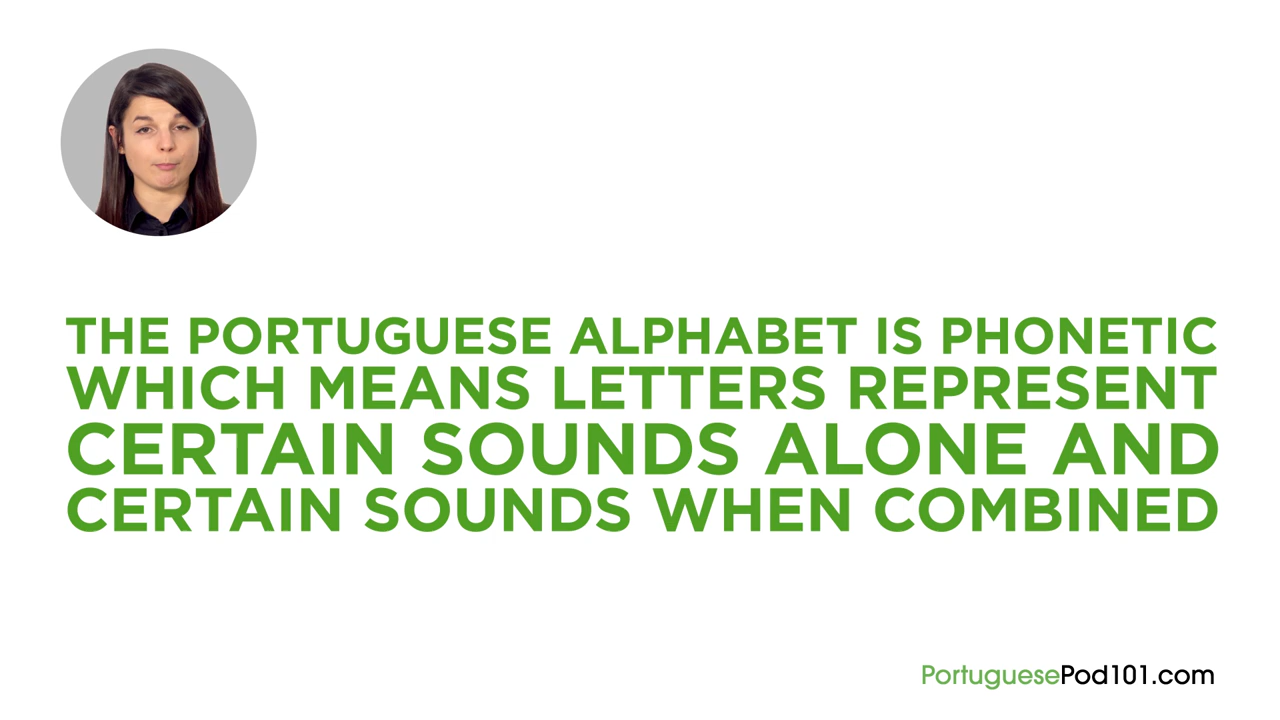 THE PORTUGUESE ALPHABET IS PHONETIC
WHICH MEANS LETTERS REPRESENT
CERTAIN SOUNDS ALONE AND
CERTAIN SOUNDS WHEN COMBINED
PortuguesePod101.com